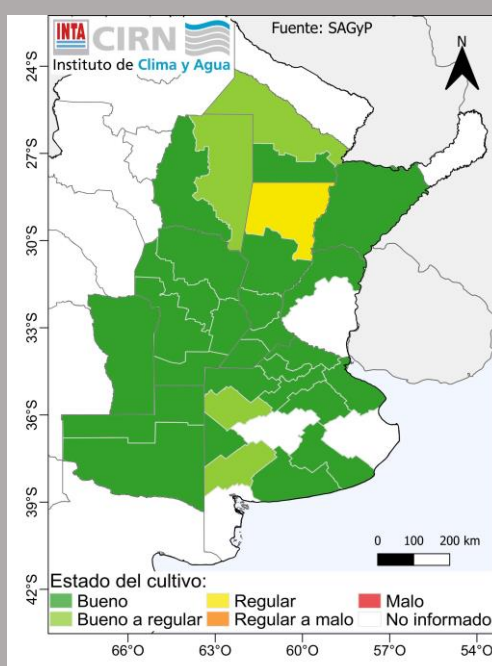 INTA CIRN
Instituto de Clima y Agua
Fuente: SAGyP
N
24°S
27°S
30°S
33°S
36°S
39°S
42°S
0 100 200 km
Estado del cultivo:
Bueno Regular Malo
Bueno a regular Regular a malo No informado
66°O 63°O 60°O 57°O 54°O